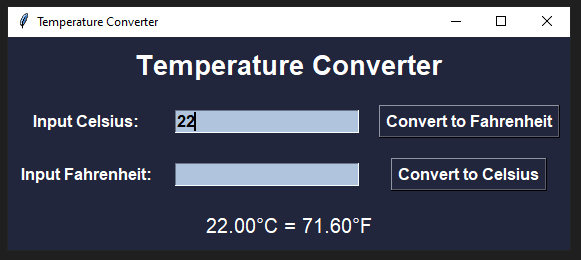 Temperature Converter
Temperature Converter
Input Celsius: 22 Convert to Fahrenheit
Input Fahrenheit: Convert to Celsius
22.00°C = 71.60°F